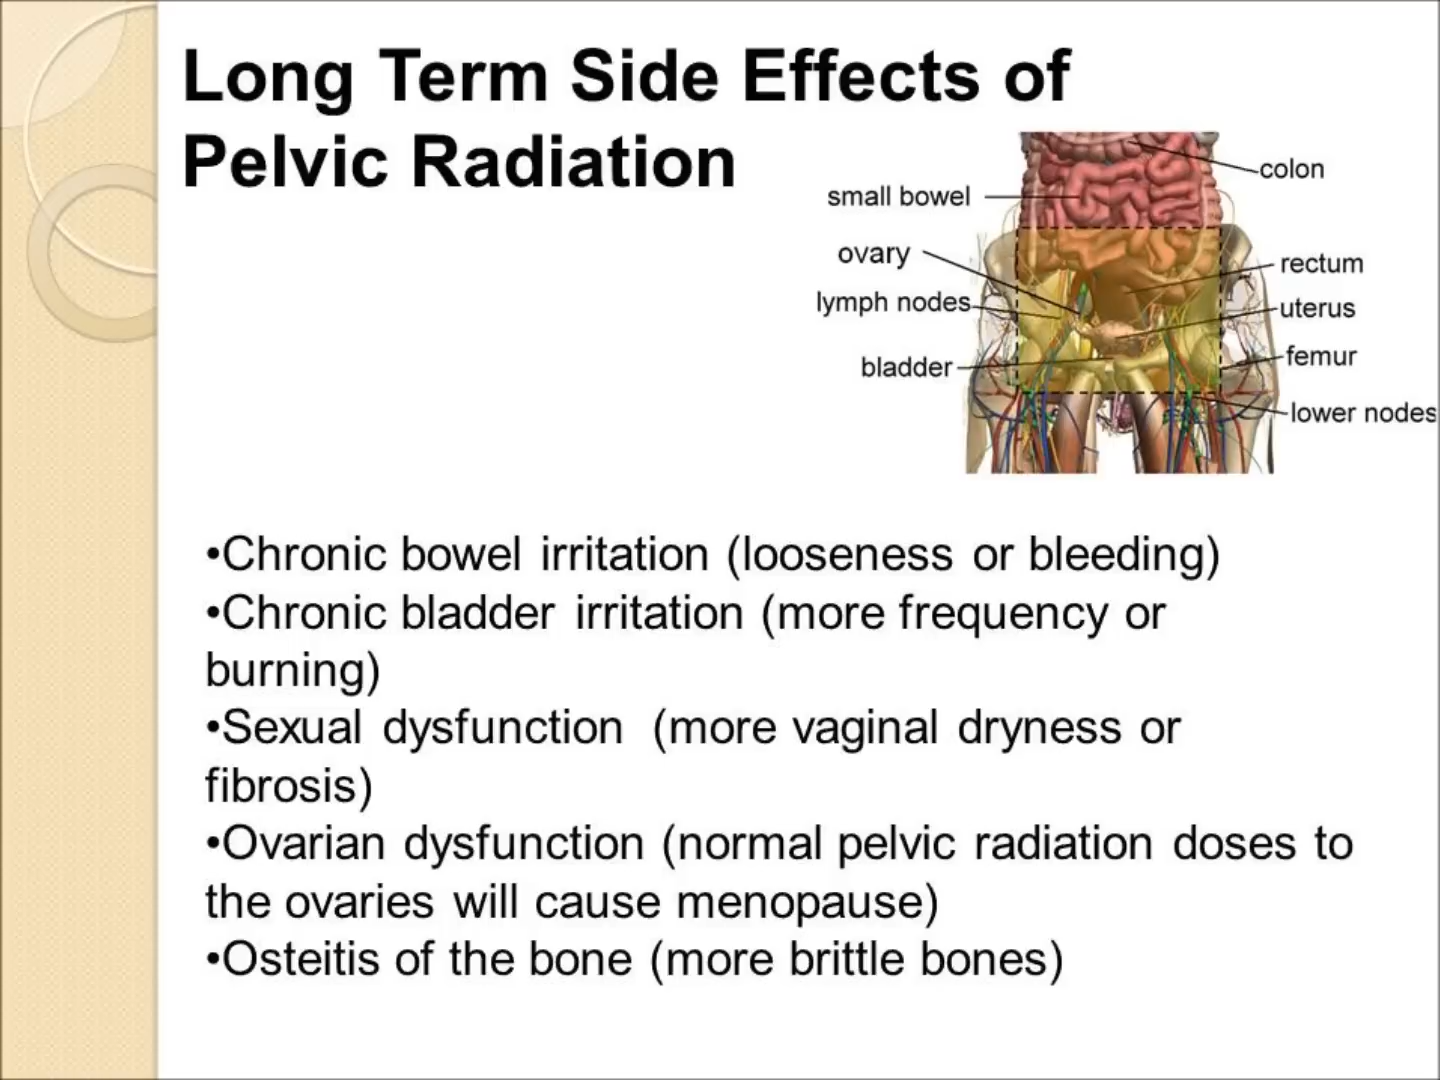 Long Term Side Effects of
Pelvic Radiation
colon
small bowel
ovary
rectum
lymph nodes
uterus
femur
bladder
lower nodes
•Chronic bowel irritation (looseness or bleeding)
•Chronic bladder irritation (more frequency or
burning)
•Sexual dysfunction (more vaginal dryness or
fibrosis)
•Ovarian dysfunction (normal pelvic radiation doses to
the ovaries will cause menopause)
•Osteitis of the bone (more brittle bones)